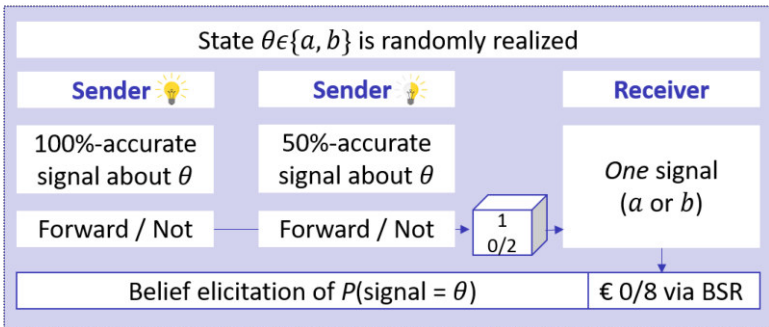 State θϵ{a, b} is randomly realized
Sender
Sender
Receiver
100%-accurate
signal about θ
50%-accurate
signal about θ
One signal
(a or b)
Forward / Not
Forward / Not
1
0/2
Belief elicitation of P(signal = θ)
€ 0/8 via BSR